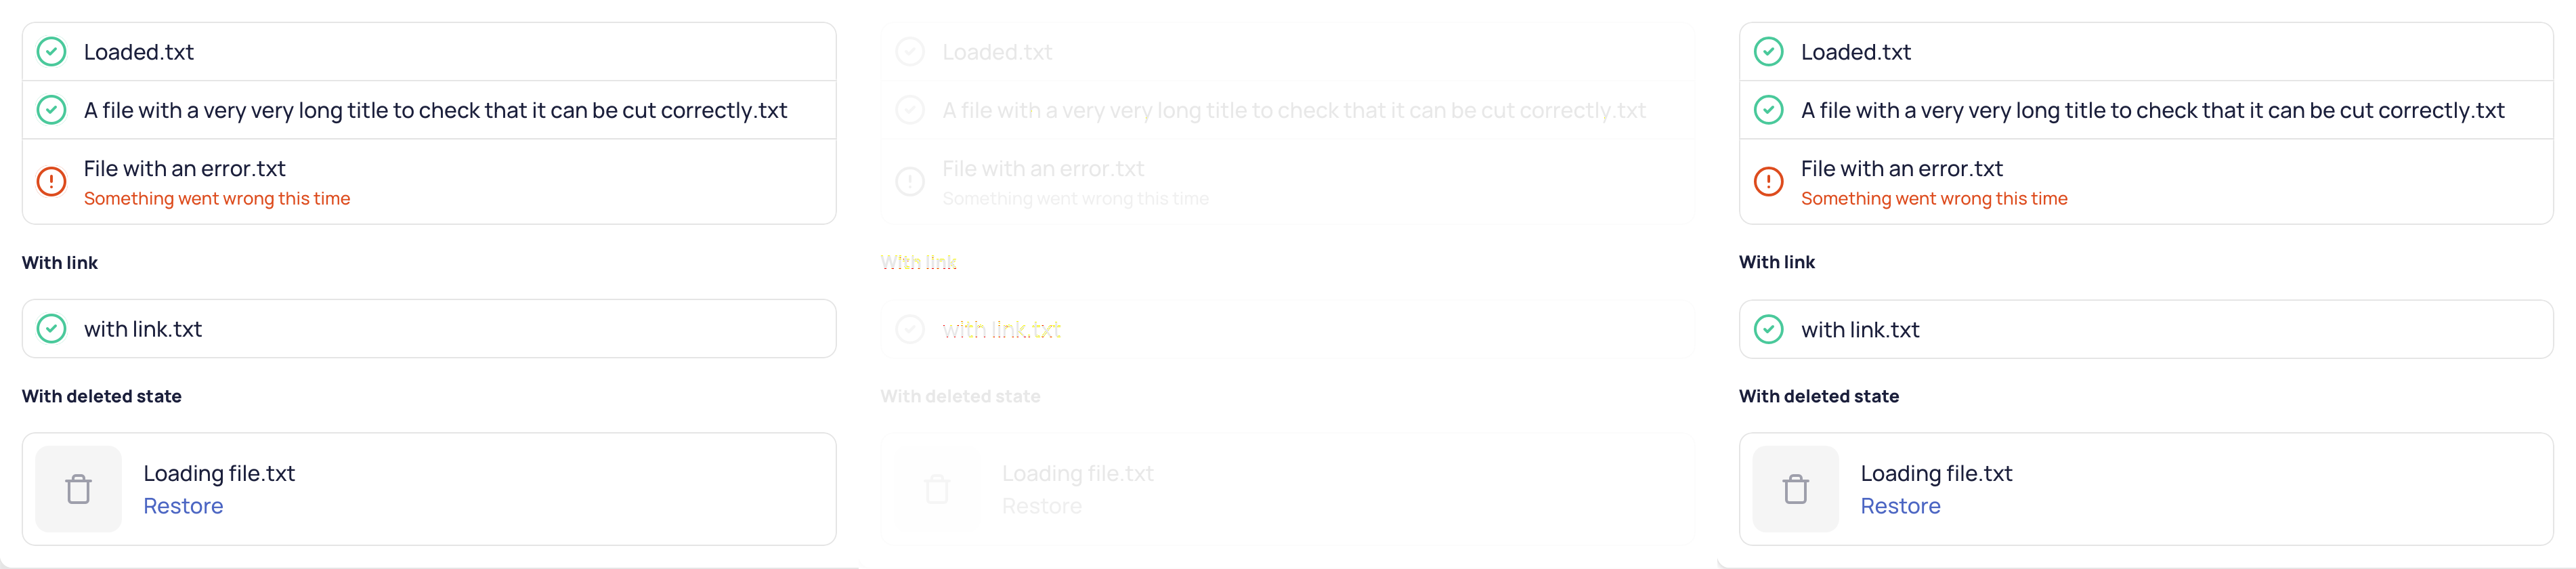 Loaded.txt
A file with a very very long title to check that it can be cut correctly.txt
File with an error.txt
Something went wrong this time
With link
with link.txt
With deleted state
Loading file.txt
Restore
Loaded.txt
A file with a very very long title to check that it can be cut correctly.txt
File with an error.txt
Something went wrong this time
With link
with link.txt
With deleted state
Loading file.txt
Restore
Loaded.txt
A file with a very very long title to check that it can be cut correctly.txt
File with an error.txt
Something went wrong this time
With link
with link.txt
With deleted state
Loading file.txt
Restore